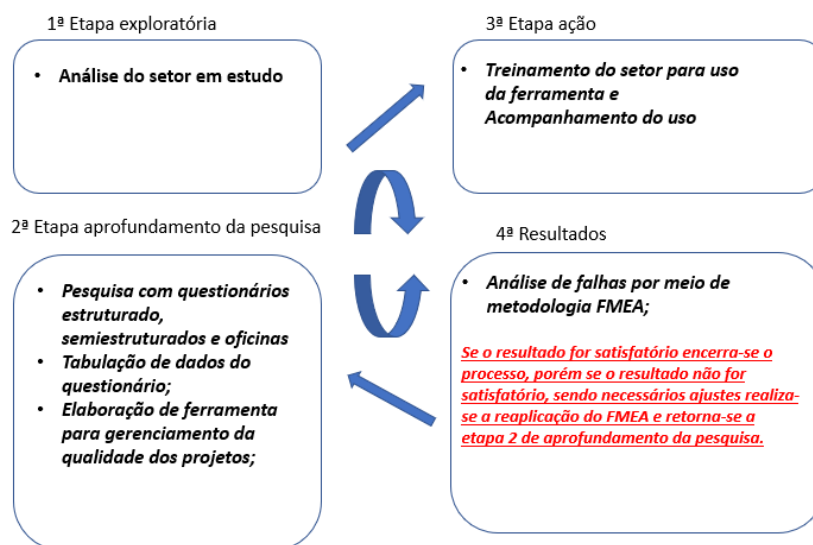 1ª Etapa exploratória
• Análise do setor em estudo
2ª Etapa aprofundamento da pesquisa
• Pesquisa com questionários
estruturado,
semiestruturados e oficinas
• Tabulação de dados do
questionário;
• Elaboração de ferramenta
para gerenciamento da
qualidade dos projetos;
3ª Etapa ação
• Treinamento do setor para uso
da ferramenta e
Acompanhamento do uso
4ª Resultados
• Análise de falhas por meio de
metodologia FMEA;
Se o resultado for satisfatório encerra-se o
processo, porém se o resultado não for
satisfatório, sendo necessários ajustes realiza-
se a reaplicação do FMEA e retorna-se a
etapa 2 de aprofundamento da pesquisa.